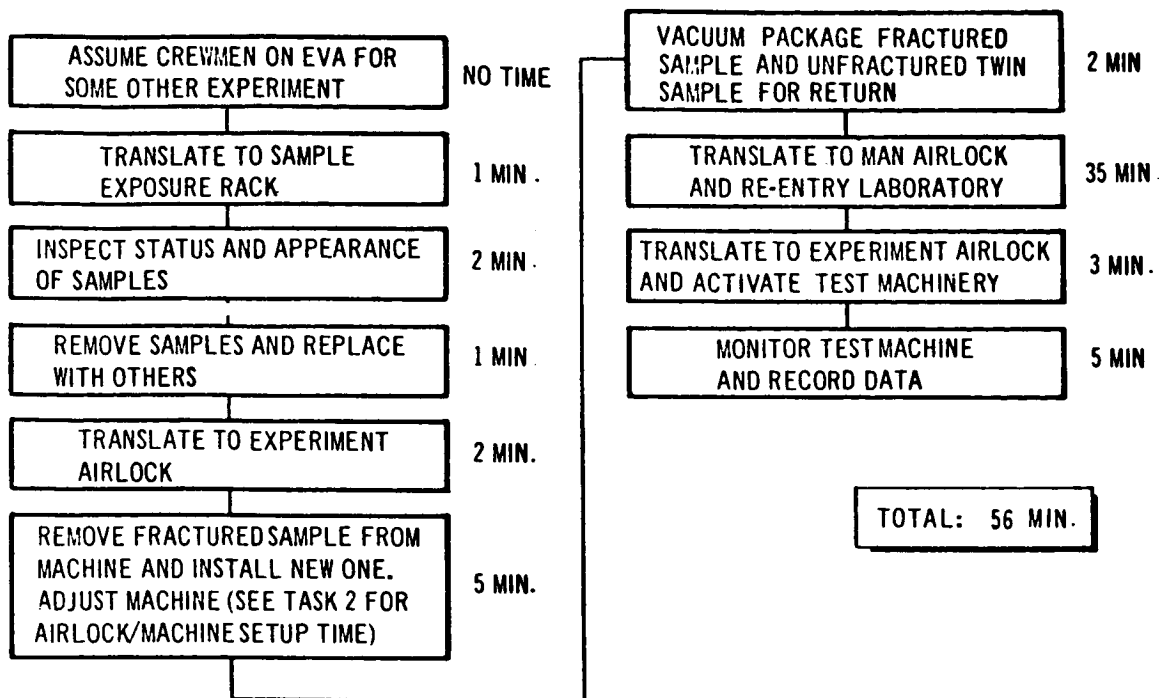 ASSUME CREWMEN ON EVA FOR
SOME OTHER EXPERIMENT
NO TIME
TRANSLATE TO SAMPLE
EXPOSURE RACK
1 MIN.
INSPECT STATUS AND APPEARANCE
OF SAMPLES
2 MIN.
REMOVE SAMPLES AND REPLACE
WITH OTHERS
1 MIN.
TRANSLATE TO EXPERIMENT
AIRLOCK
2 MIN.
REMOVE FRACTURED SAMPLE FROM
MACHINE AND INSTALL NEW ONE.
ADJUST MACHINE (SEE TASK 2 FOR
AIRLOCK/MACHINE SETUP TIME)
5 MIN.
VACUUM PACKAGE FRACTURED
SAMPLE AND UNFRACTURED TWIN
SAMPLE FOR RETURN
2 MIN
TRANSLATE TO MAN AIRLOCK
AND RE-ENTRY LABORATORY
35 MIN.
TRANSLATE TO EXPERIMENT AIRLOCK
AND ACTIVATE TEST MACHINERY
3 MIN.
MONITOR TEST MACHINE
AND RECORD DATA
5 MIN
TOTAL: 56 MIN.